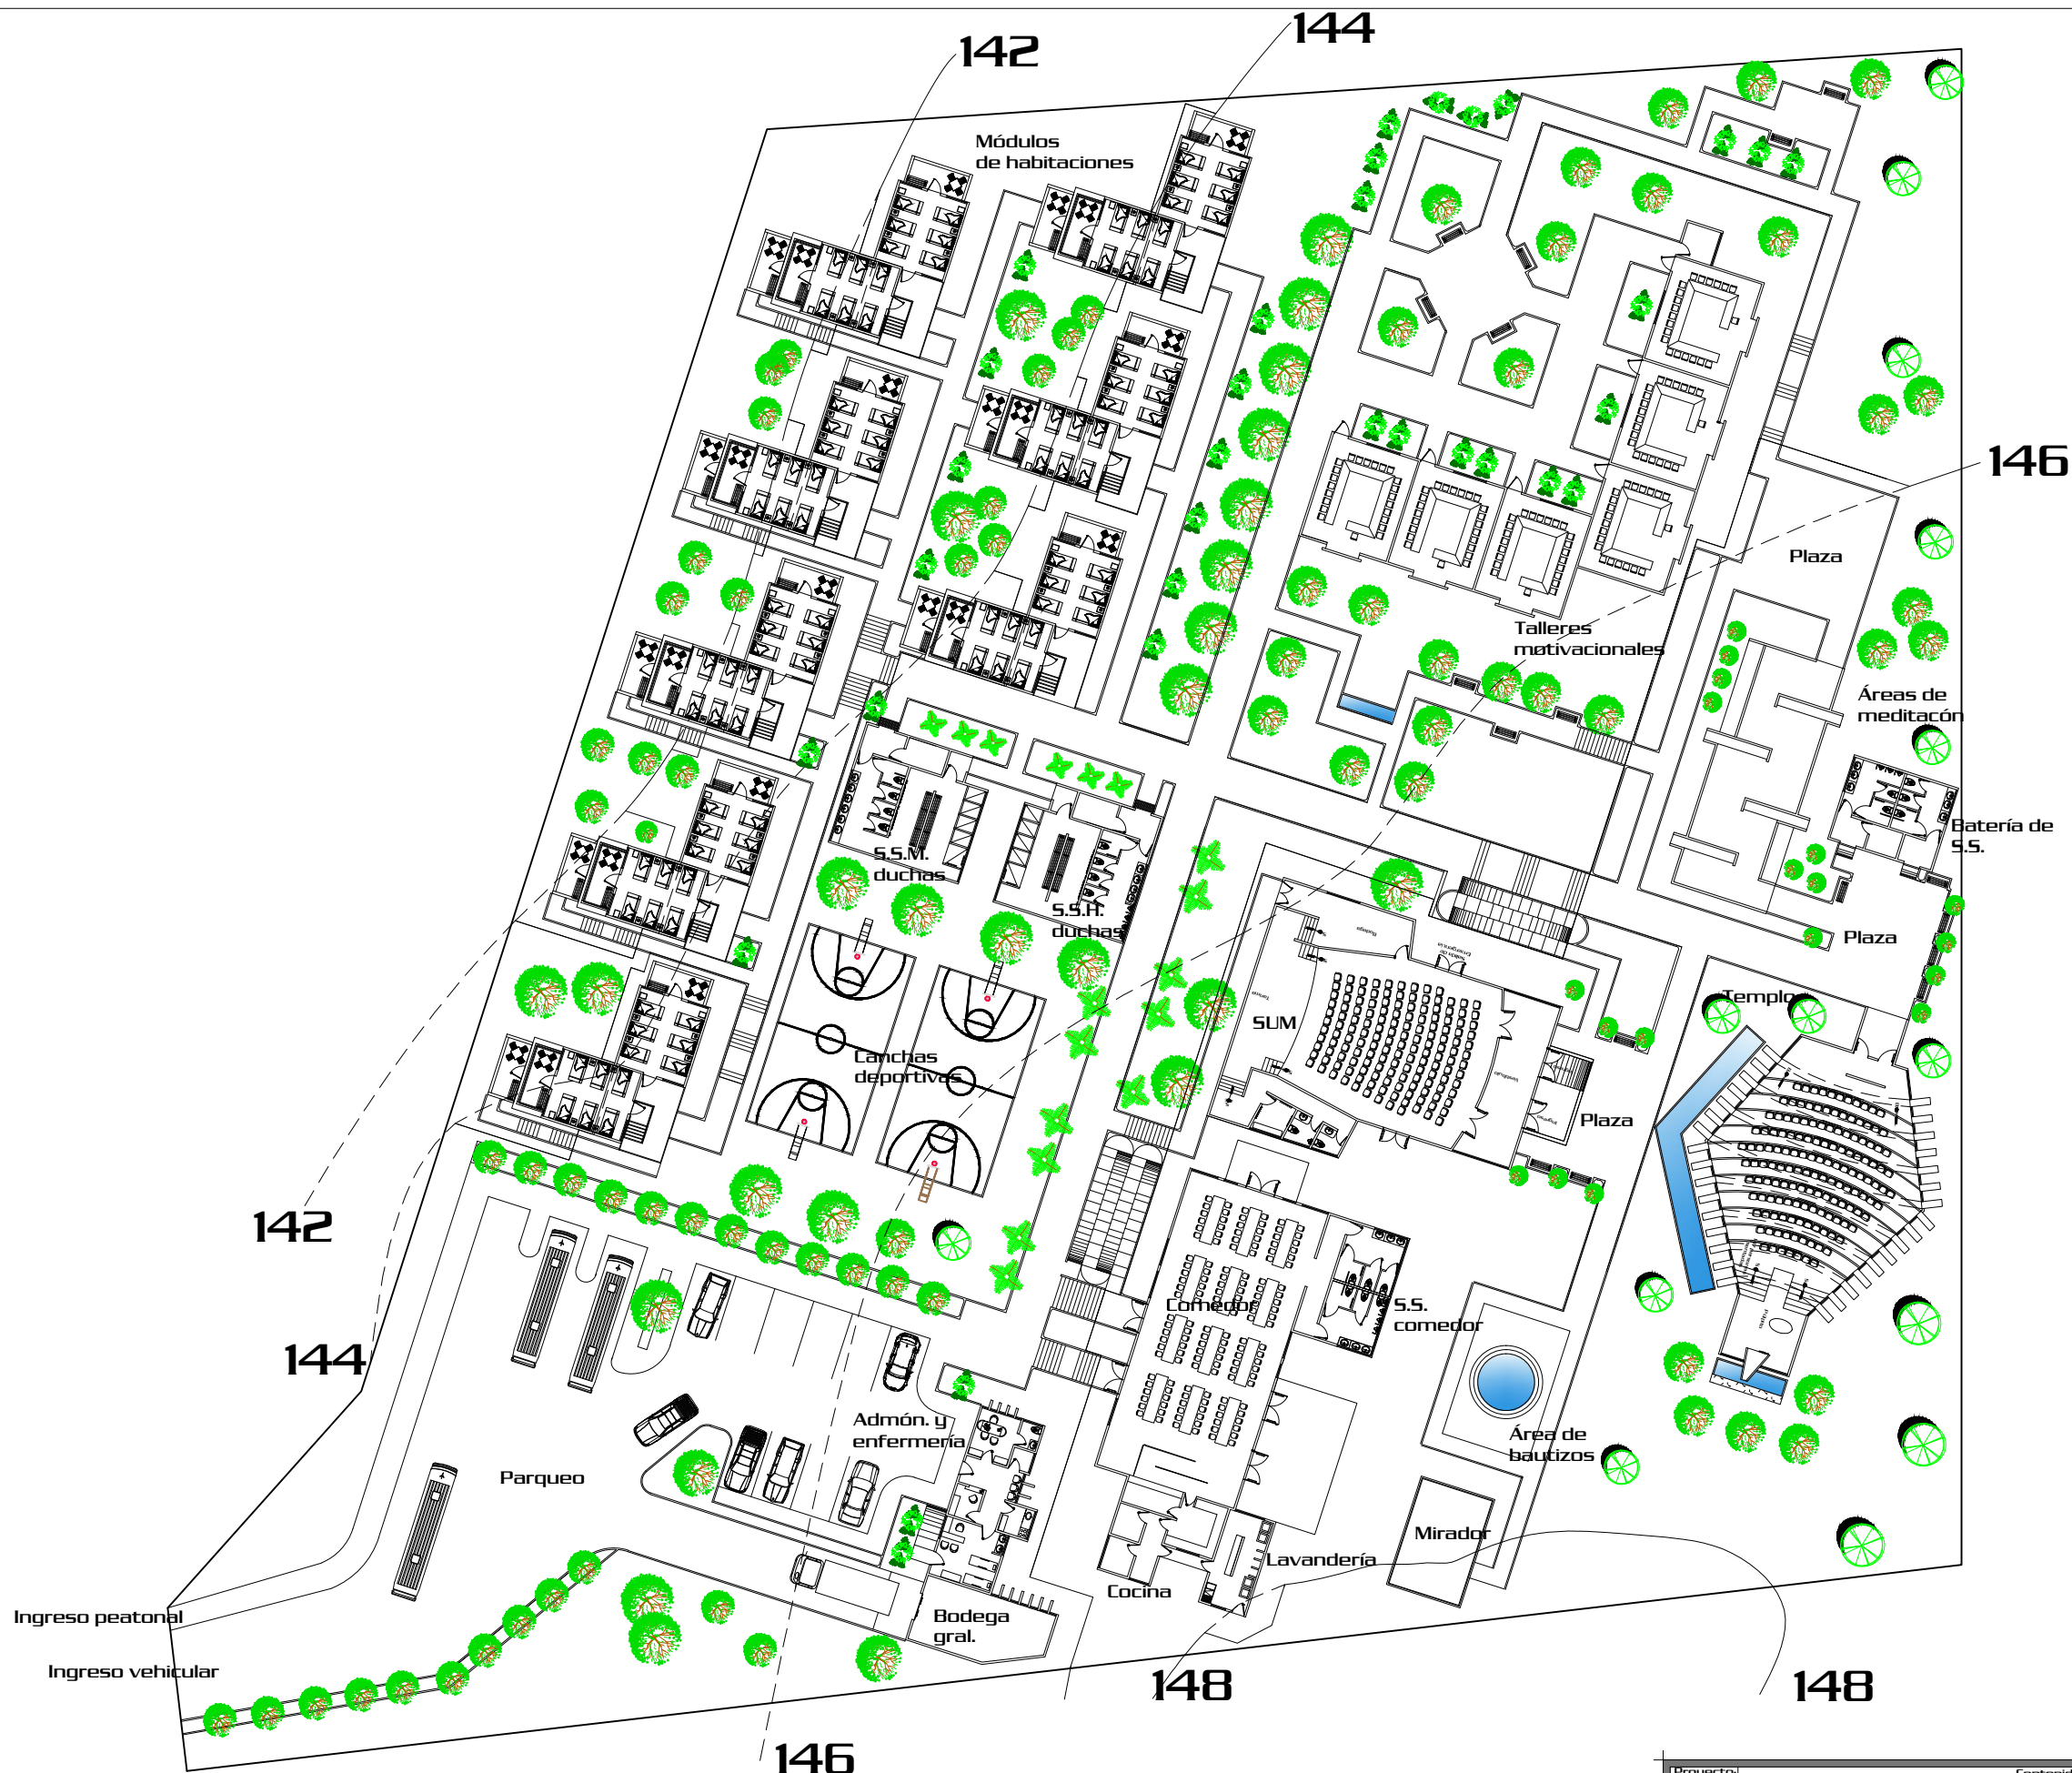 142
144
Módulos
de habitaciones
146
Plaza
Talleres
motivacionales
Áreas de
meditacón
Batería de
S.S.
S.S.M.
duchas
S.S.H.
duchas
Plaza
Bodega
Templo
SUM
Canchas
deportivas
Plaza
142
144
Comedor
S.S.
comedor
Admón. y
enfermería
Área de
bautizos
Parqueo
Mirador
Lavandería
Cocina
Ingreso peatonal
Bodega
gral.
Ingreso vehicular
148
148
146
Proyecto: